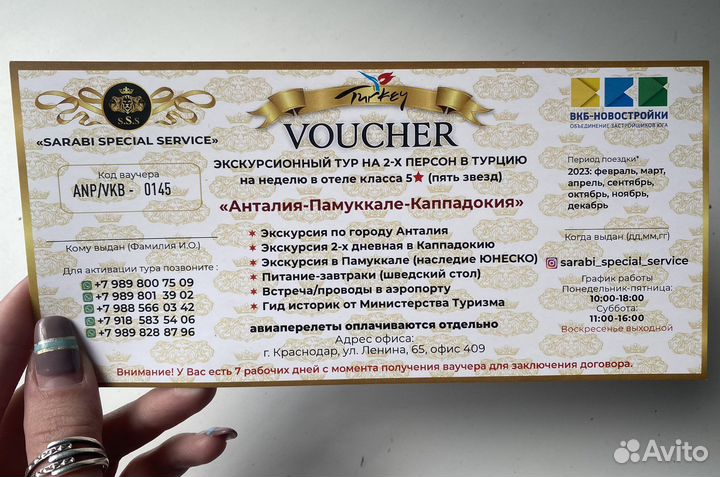 Turkey
VOUCHER
S.S.S
«SARABI SPECIAL SERVICE»
ВКБ-НОВОСТРОЙКИ
ОБЪЕДИНЕНИЕ ЗАСТРОЙЩИКОВ ЮГА
ЭКСКУРСИОННЫЙ ТУР НА 2-Х ПЕРСОН В ТУРЦИЮ
на неделю в отеле класса 5★ (пять звезд)
«Анталия-Памуккале-Каппадокия»
Код ваучера
ANP/VKB - 0145
Кому выдан (Фамилия И.О.)
Для активации тура позвоните :
+7 989 800 75 09
+7 989 801 39 02
+7 988 566 03 42
+7 918 583 54 06
+7 989 828 87 96
✶ Экскурсия по городу Анталия
✶ Экскурсия 2-х дневная в Каппадокию
✶ Экскурсия в Памуккале (наследие ЮНЕСКО)
✶ Питание-завтраки (шведский стол)
✶ Встреча/проводы в аэропорту
✶ Гид историк от Министерства Туризма
авиаперелеты оплачиваются отдельно
Адрес офиса:
г. Краснодар, ул. Ленина, 65, офис 409
Период поездки*
2023: февраль, март,
апрель, сентябрь,
октябрь, ноябрь,
декабрь
Когда выдан (дд,мм,гг)
sarabi_special_service
График работы
Понедельник-пятница:
10:00-18:00
Суббота:
11:00-16:00
Воскресенье выходной
Внимание! У Вас есть 7 рабочих дней с момента получения ваучера для заключения договора.
Avito